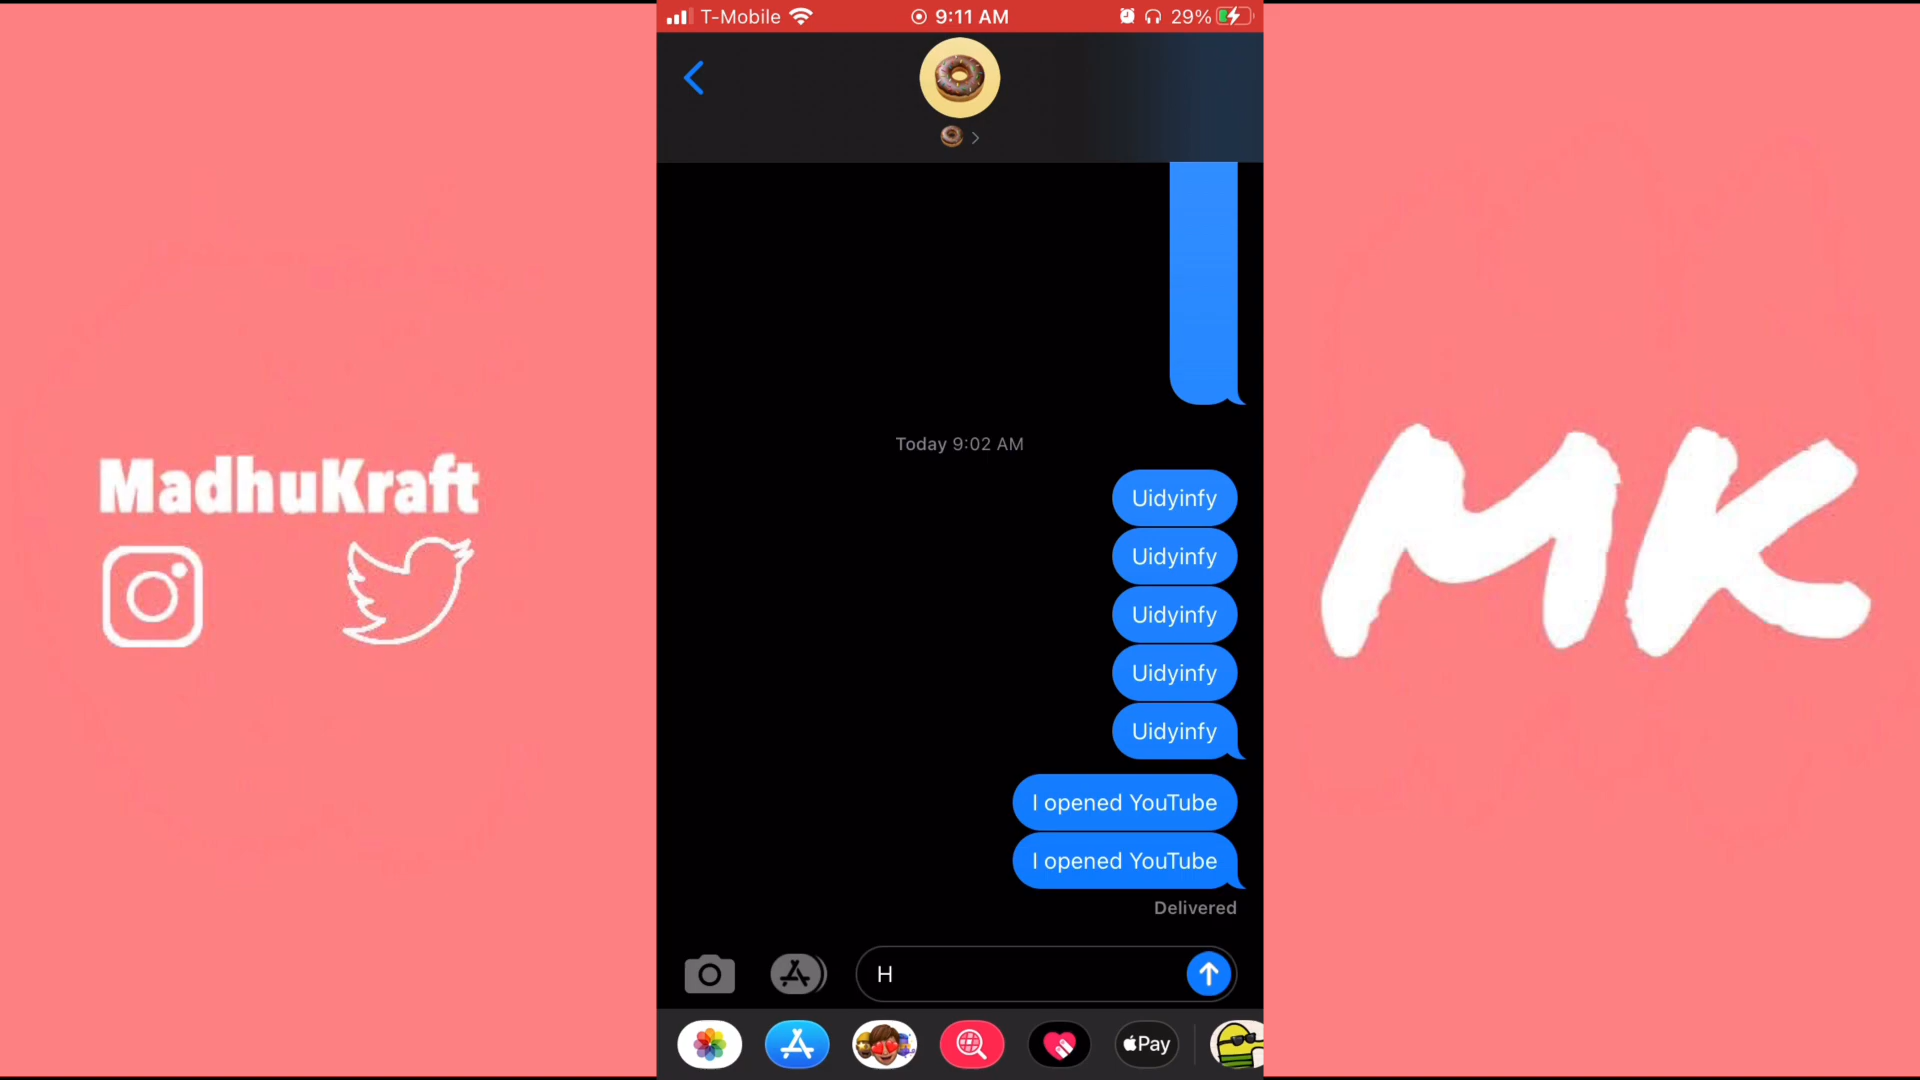 T-Mobile 9:11 AM 29%
Today 9:02 AM
Uidyinfy
Uidyinfy
Uidyinfy
Uidyinfy
Uidyinfy
I opened YouTube
I opened YouTube
Delivered
H
Pay
MadhuKraft
MK